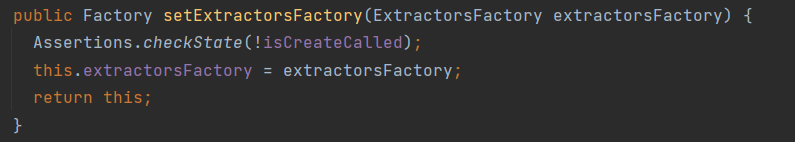 public Factory setExtractorsFactory(ExtractorsFactory extractorsFactory) {
  Assertions.checkState(!isCreateCalled);
  this.extractorsFactory = extractorsFactory;
  return this;
}